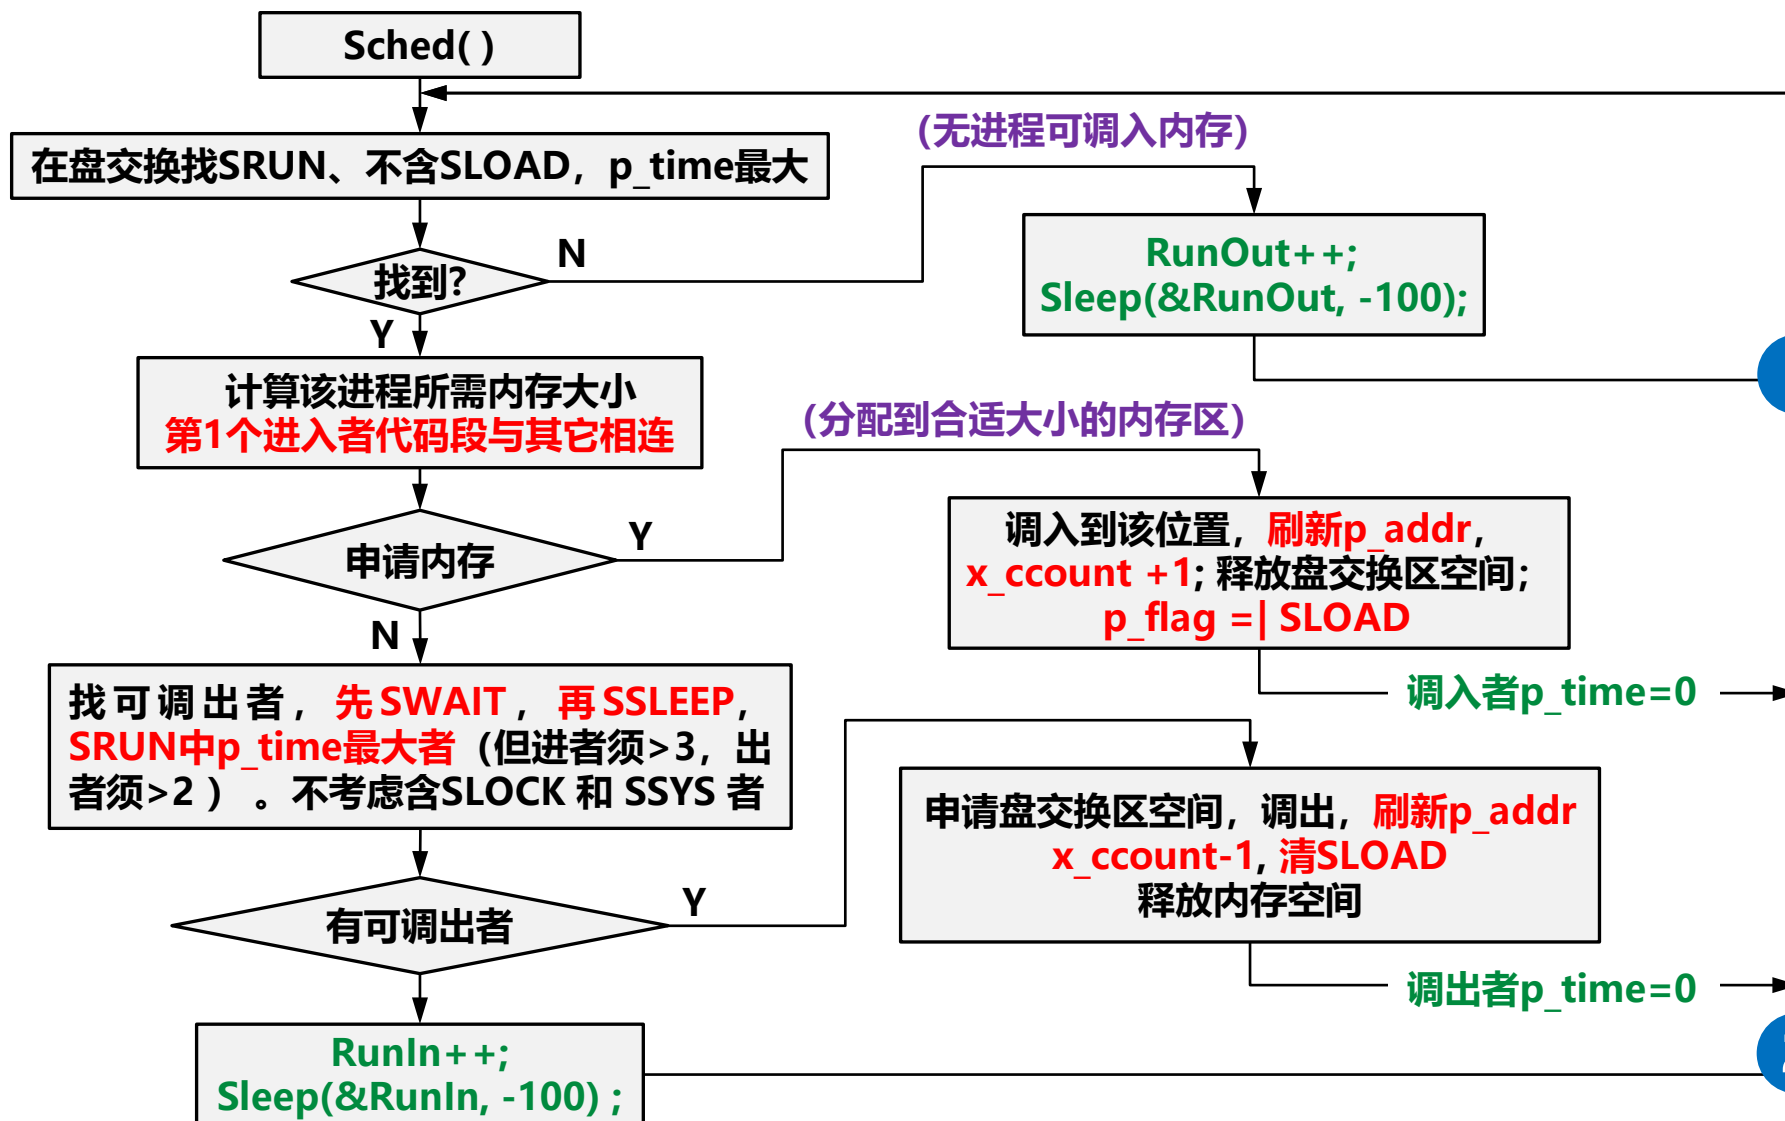 Sched( )
在盘交换找SRUN、不含SLOAD，p_time最大
(无进程可调入内存)
找到?
N
RunOut++;
Sleep(&RunOut, -100);
Y
计算该进程所需内存大小
第1个进入者代码段与其它相连
(分配到合适大小的内存区)
申请内存
Y
调入到该位置，刷新p_addr，
x_ccount +1; 释放盘交换区空间；
p_flag =| SLOAD
N
调入者p_time=0
找可调出者，先SWAIT，再SSLEEP，
SRUN中p_time最大者（但进者须>3，出
者须>2 ） 。不考虑含SLOCK 和 SSYS 者
申请盘交换区空间，调出，刷新p_addr
x_ccount-1, 清SLOAD
释放内存空间
有可调出者
Y
调出者p_time=0
RunIn++;
Sleep(&RunIn, -100) ;